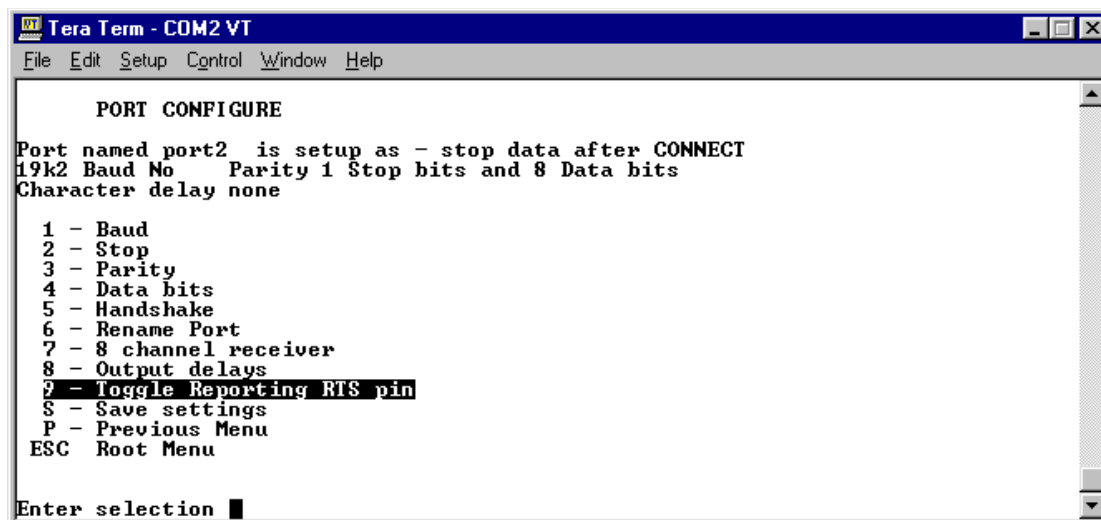 Tera Term - COM2 VT
File Edit Setup Control Window Help
PORT CONFIGURE
Port named port2 is setup as - stop data after CONNECT
19k2 Baud No Parity 1 Stop bits and 8 Data bits
Character delay none
1 - Baud
2 - Stop
3 - Parity
4 - Data bits
5 - Handshake
6 - Rename Port
7 - 8 channel receiver
8 - Output delays
9 - Toggle Reporting RTS pin
S - Save settings
P - Previous Menu
ESC Root Menu
Enter selection